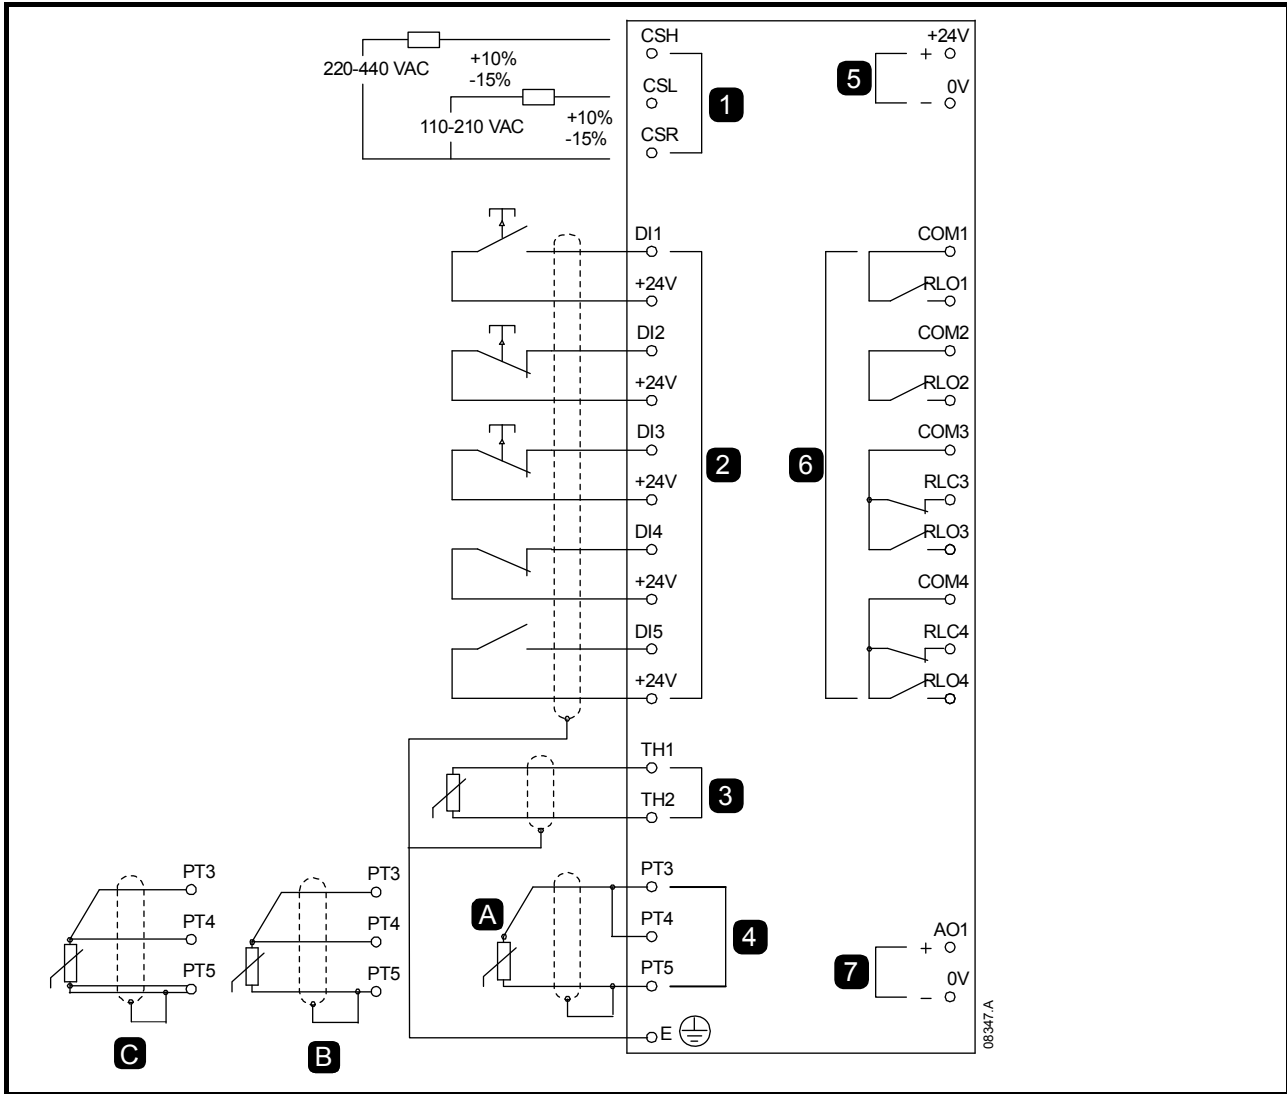 CSH
220-440 VAC
+10%
-15%
CSL
110-210 VAC
+10%
-15%
CSR
1
+24V
+
5
0V
–
DI1
+24V
DI2
+24V
DI3
+24V
DI4
+24V
DI5
+24V
2
COM1
RLO1
COM2
RLO2
COM3
RLC3
RLO3
COM4
RLC4
RLO4
6
TH1
TH2
3
PT3
PT4
PT5
C
PT3
PT4
PT5
B
A
PT3
PT4
PT5
4
E
AO1
+
7
0V
–
08347.A